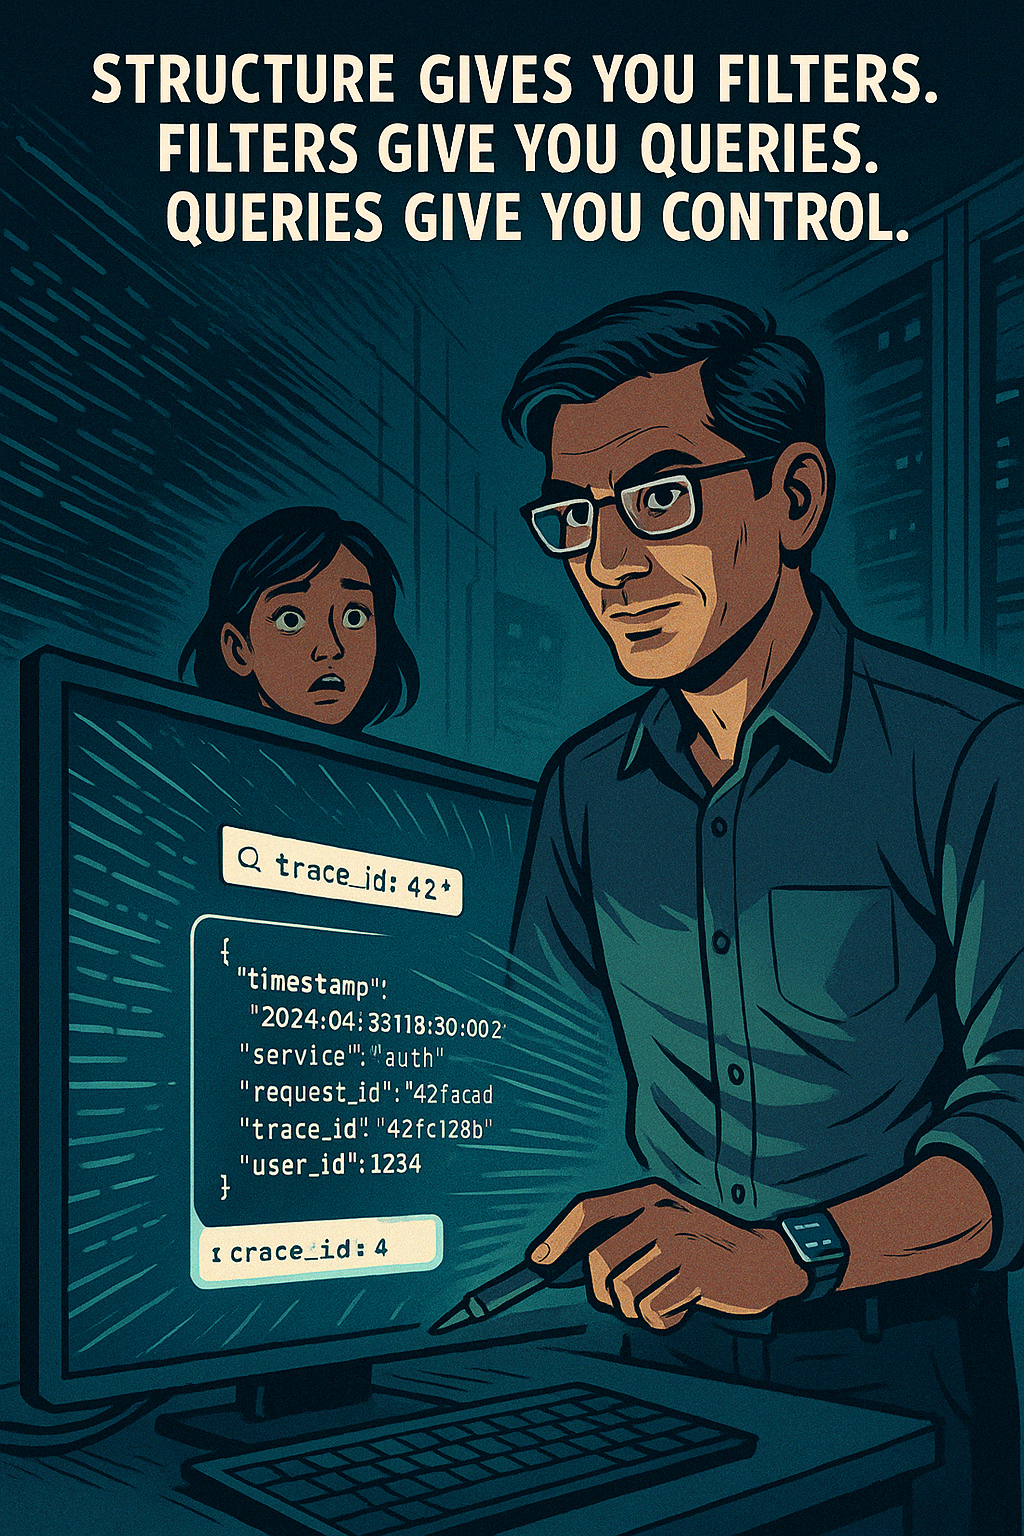 STRUCTURE GIVES YOU FILTERS.
FILTERS GIVE YOU QUERIES.
QUERIES GIVE YOU CONTROL.
trace_id: 42*
{
"timestamp":
"2024:04:33118:30:002'
"service": "auth"
"request_id":"42facad
"trace_id": "42fc128b"
"user_id": 1234
}
I crace_id: 4